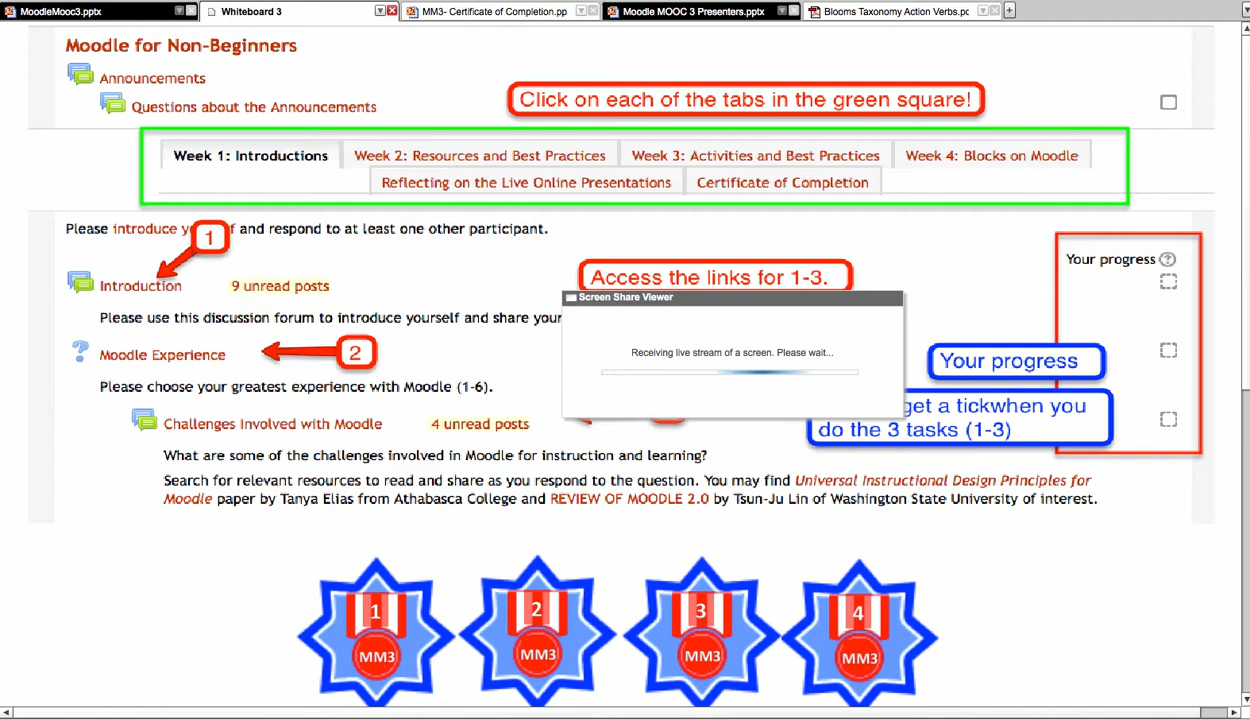 MoodleMooc3.pptx
Whiteboard 3
MM3- Certificate of Completion.pp
Moodle MOOC 3 Presenters.pptx
Blooms Taxonomy Action Verbs.pc
Moodle for Non-Beginners
Announcements
Questions about the Announcements
Click on each of the tabs in the green square!
Week 1: Introductions
Week 2: Resources and Best Practices
Week 3: Activities and Best Practices
Week 4: Blocks on Moodle
Reflecting on the Live Online Presentations
Certificate of Completion
Please introduce and respond to at least one other participant.
1
Your progress
Introduction 9 unread posts
Access the links for 1-3.
Screen Share Viewer
Please use this discussion forum to introduce yourself and share your
Receiving live stream of a screen. Please wait...
Moodle Experience
2
Your progress
Please choose your greatest experience with Moodle (1-6).
get a tickwhen you
do the 3 tasks (1-3)
Challenges Involved with Moodle 4 unread posts
What are some of the challenges involved in Moodle for instruction and learning?
Search for relevant resources to read and share as you respond to the question. You may find Universal Instructional Design Principles for
Moodle paper by Tanya Elias from Athabasca College and REVIEW OF MOODLE 2.0 by Tsun-Ju Lin of Washington State University of interest.
1
MM3
2
MM3
3
MM3
4
MM3